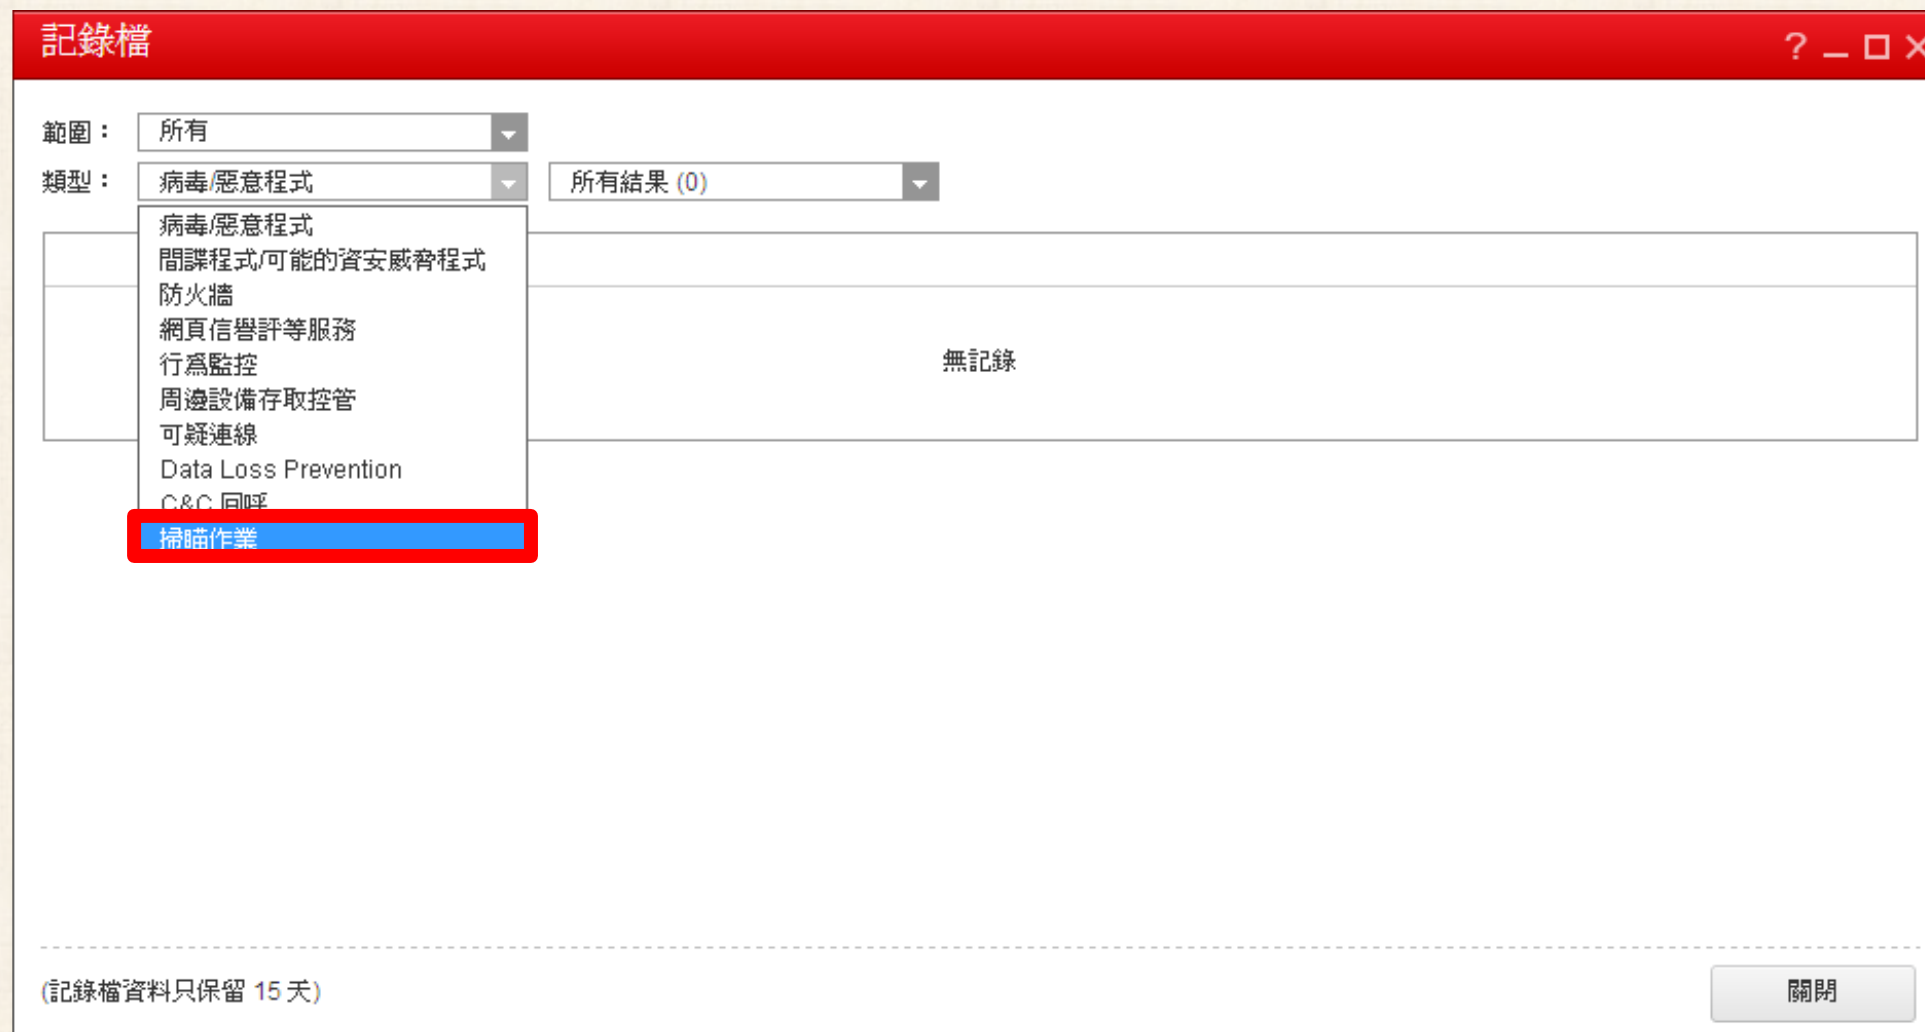 記錄檔
範圍： 所有
類型： 病毒/惡意程式 所有結果 (0)
病毒/惡意程式
間諜程式/可能的資安威脅程式
防火牆
網頁信譽評等服務
行為監控
無記錄
周邊設備存取控管
可疑連線
Data Loss Prevention
C&C 回呼
掃瞄作業
(記錄檔資料只保留 15 天)
關閉